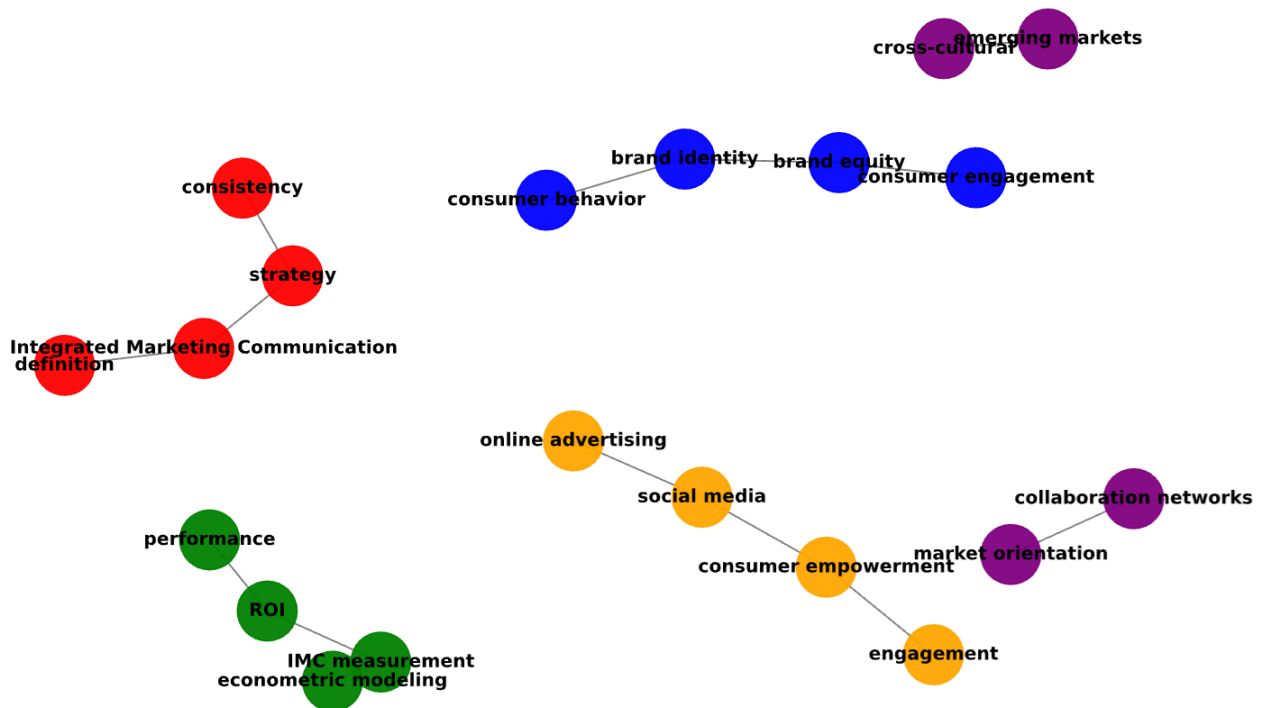 emerging markets
cross-cultural
brand identity
brand equity
consumer engagement
consumer behavior
consistency
strategy
Integrated Marketing Communication
definition
online advertising
social media
collaboration networks
market orientation
consumer empowerment
engagement
performance
ROI
IMC measurement
econometric modeling